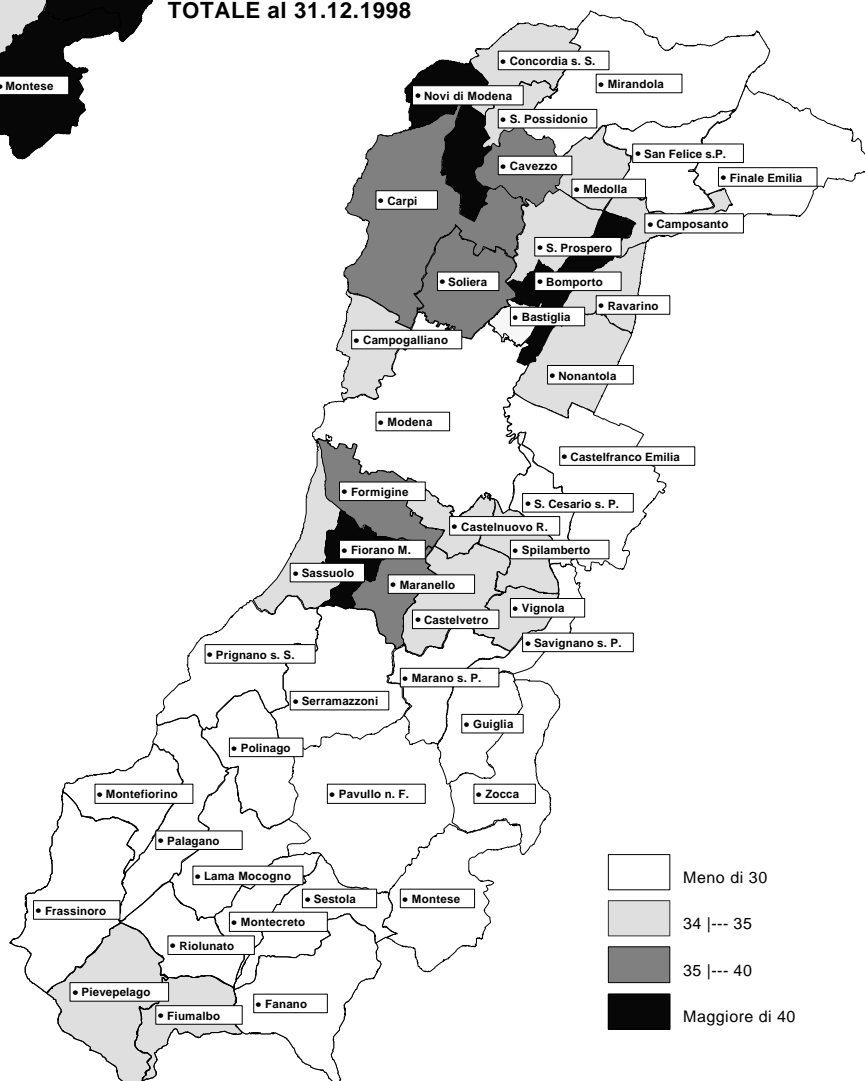 TOTALE al 31.12.1998
Montese
Concordia s. S.
Mirandola
Novi di Modena
S. Possidonio
San Felice s.P.
Cavezzo
Finale Emilia
Medolla
Carpi
Camposanto
S. Prospero
Soliera
Bomporto
Ravarino
Bastiglia
Campogalliano
Nonantola
Modena
Castelfranco Emilia
Formigine
S. Cesario s. P.
Castelnuovo R.
Fiorano M.
Spilamberto
Sassuolo
Maranello
Vignola
Castelvetro
Savignano s. P.
Prignano s. S.
Marano s. P.
Serramazzoni
Guiglia
Polinago
Montefiorino
Pavullo n. F.
Zocca
Palagano
Lama Mocogno
Meno di 30
Sestola
Montese
Frassinoro
Montecreto
34 |--- 35
Riolunato
35 |--- 40
Pievepelago
Fanano
Fiumalbo
Maggiore di 40